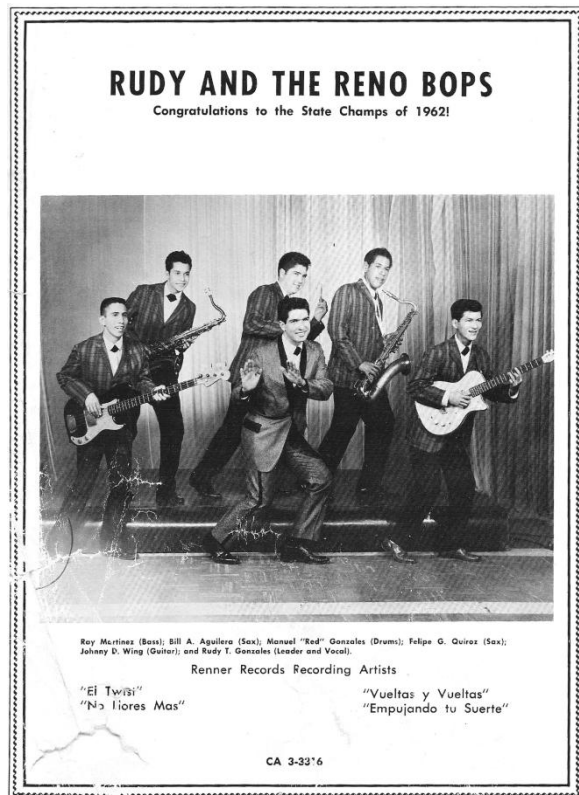 RUDY AND THE RENO BOPS
Congratulations to the State Champs of 1962!
Ray Martinez (Bass); Bill A. Aguilera (Sax); Manuel "Red" Gonzales (Drums); Felipe G. Quiroz (Sax);
Johnny D. Wing (Guitar); and Rudy T. Gonzales (Leader and Vocal).
Renner Records Recording Artists
"El Twist"
"No Llores Mas"
"Vueltas y Vueltas"
"Empujando tu Suerte"
CA